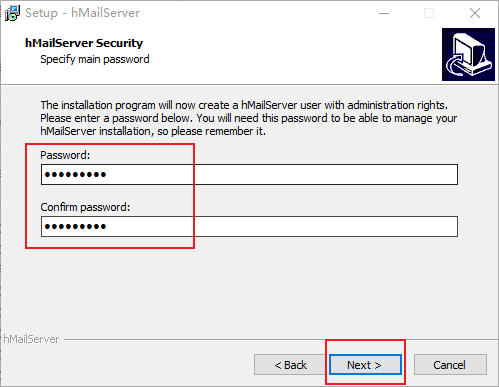 Setup - hMailServer
hMailServer Security
Specify main password
The installation program will now create a hMailServer user with administration rights.
Please enter a password below. You will need this password to be able to manage your
hMailServer installation, so please remember it.
Password:
•••••••••
Confirm password:
•••••••••
hMailServer
< Back
Next >
Cancel